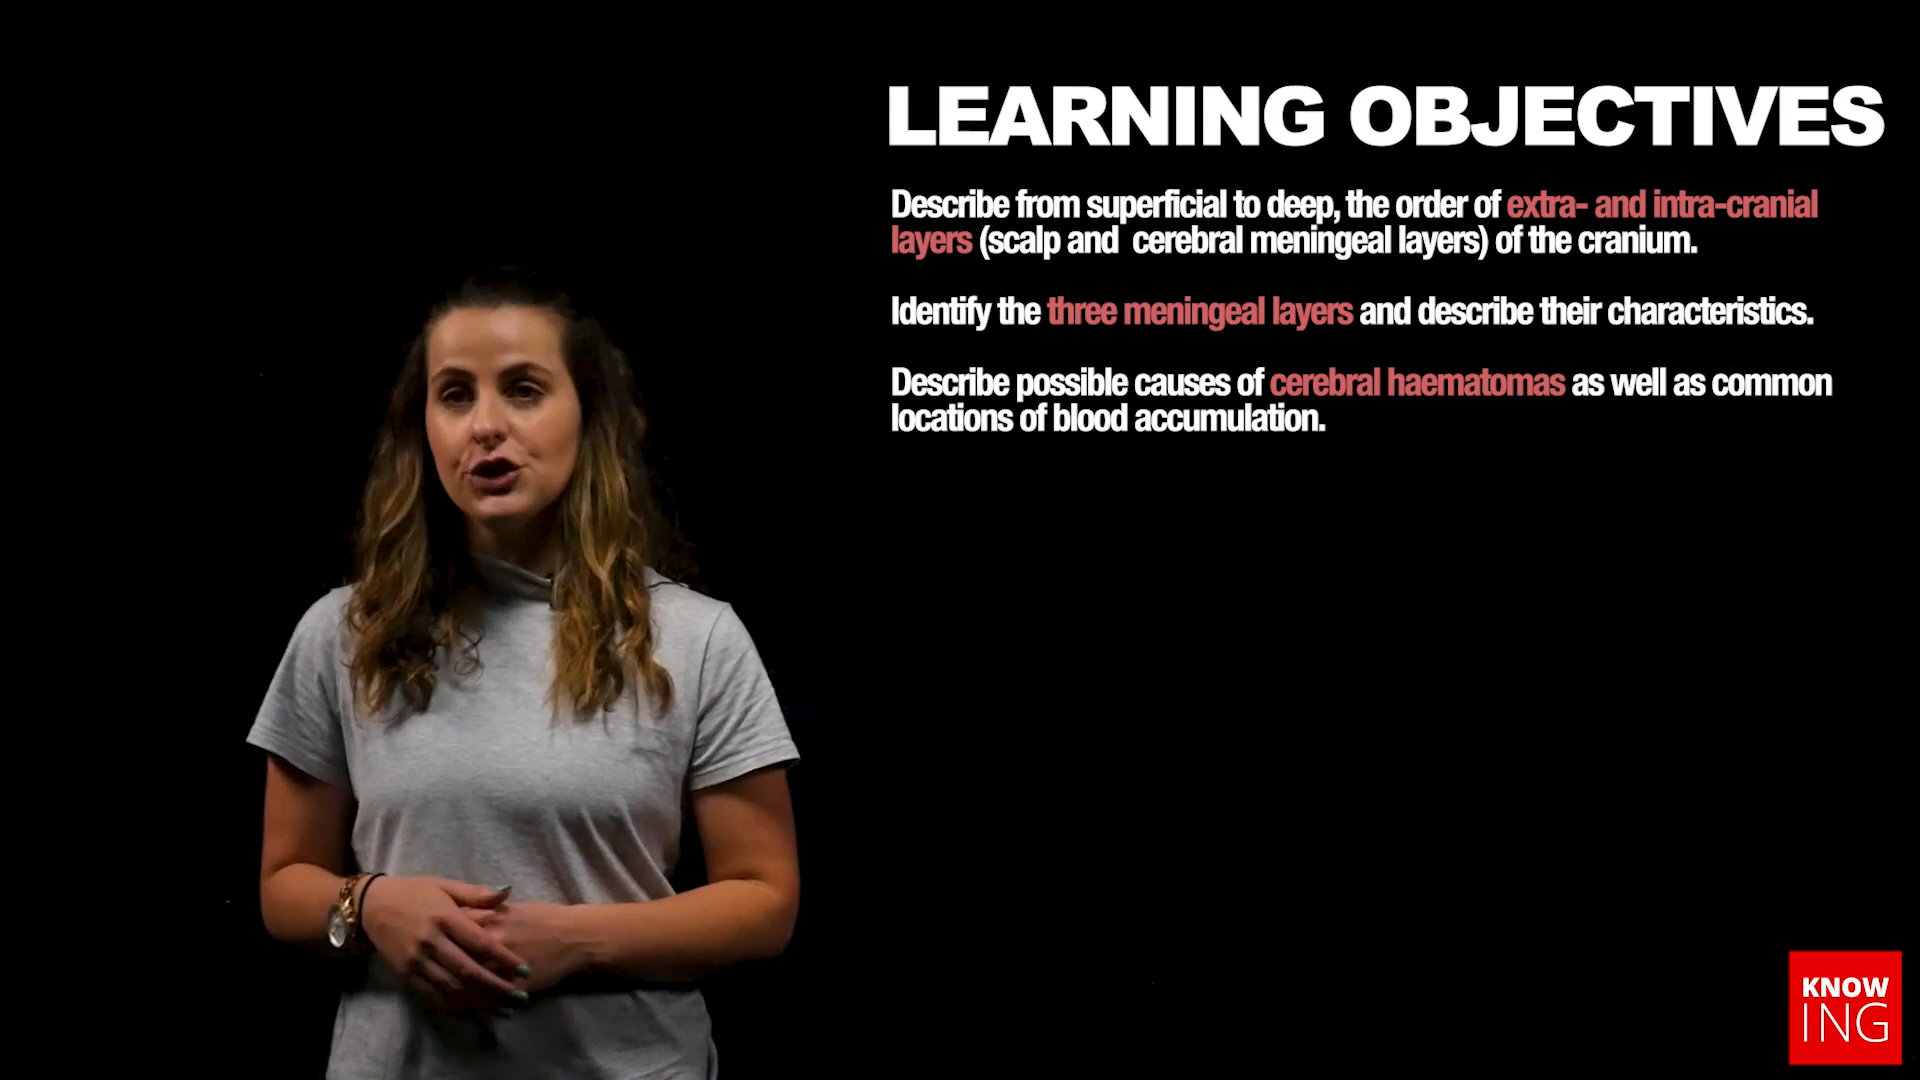 LEARNING OBJECTIVES
Describe from superficial to deep, the order of extra- and intra-cranial
layers (scalp and  cerebral meningeal layers) of the cranium.
Identify the three meningeal layers and describe their characteristics.
Describe possible causes of cerebral haematomas as well as common
locations of blood accumulation.
KNOW
ING